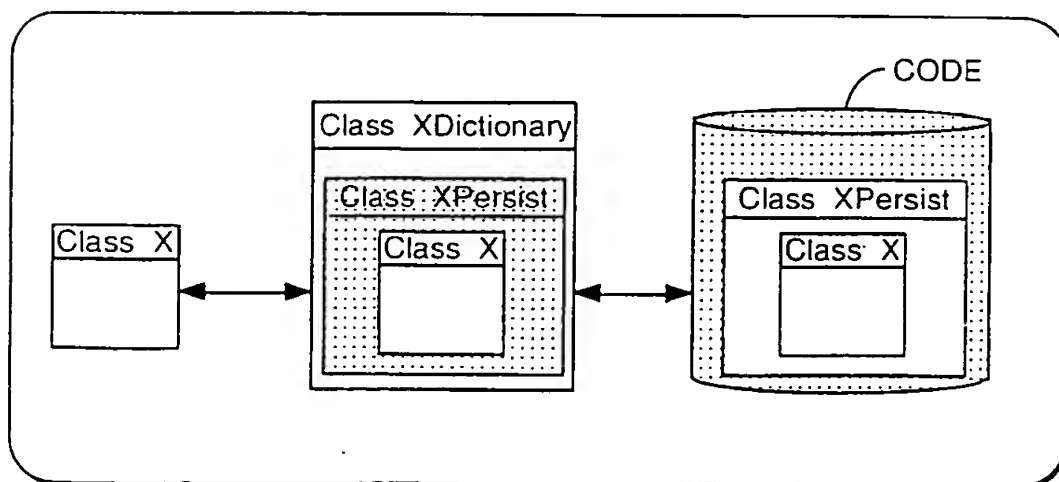 CODE
Class XDictionary
Class XPersist
Class XPersist
Class X
Class X
Class X